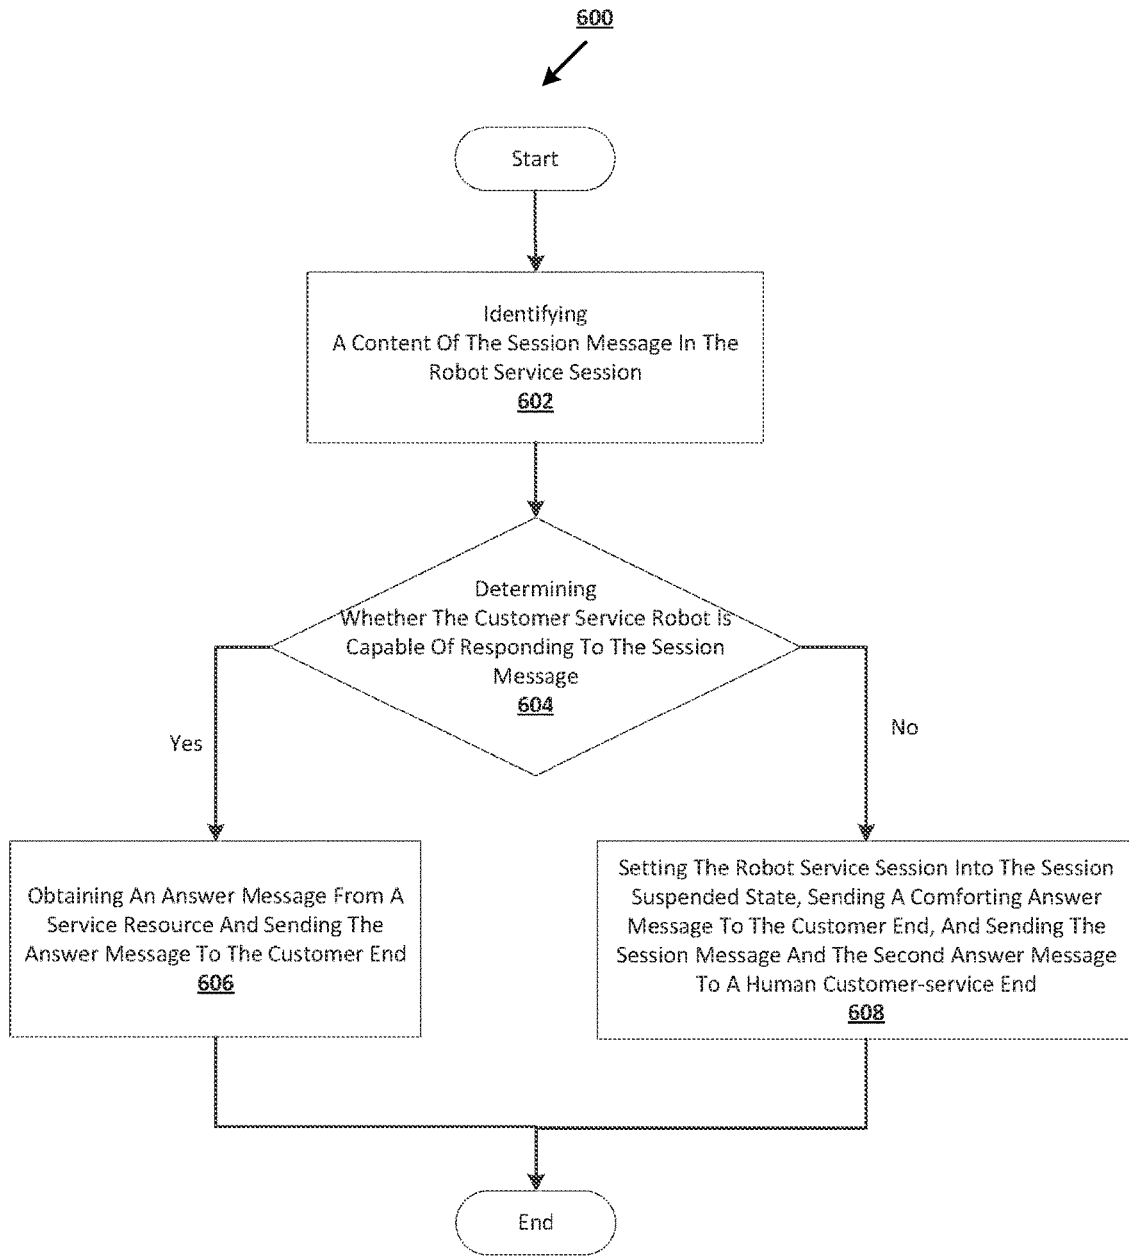 600
Start
Identifying
A Content Of The Session Message In The
Robot Service Session
602
Determining
Whether The Customer Service Robot Is
Capable Of Responding To The Session
Message
604
Yes
No
Obtaining An Answer Message From A
Service Resource And Sending The
Answer Message To The Customer End
606
Setting The Robot Service Session Into The Session
Suspended State, Sending A Comforting Answer
Message To The Customer End, And Sending The
Session Message And The Second Answer Message
To A Human Customer-service End
608
End